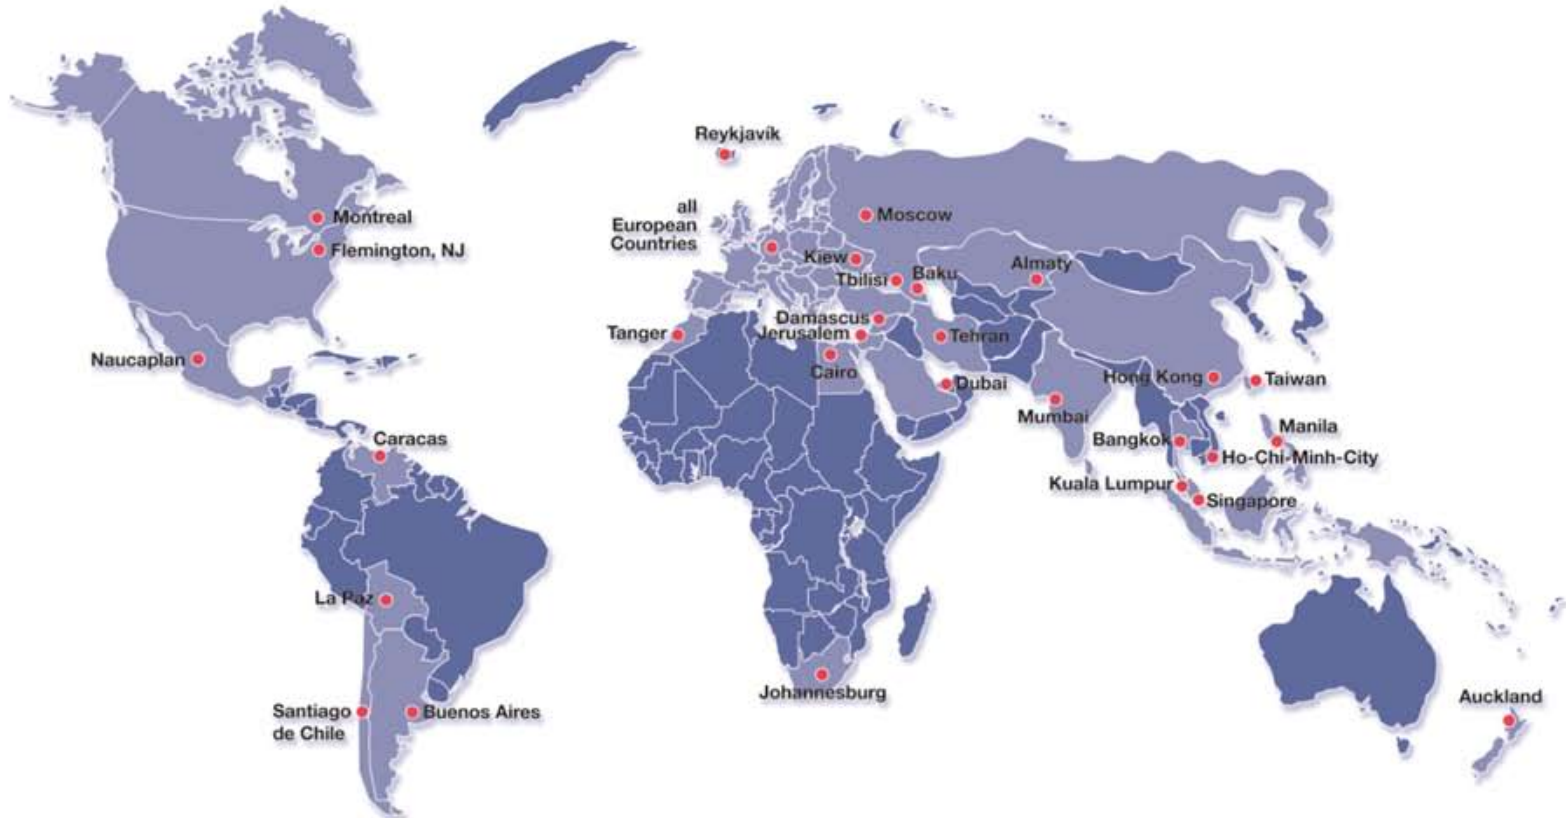 Reykjavík
all
European
Countries
Montreal
Moscow
Flemington, NJ
Kiew
Tbilisi
Baku
Almaty
Damascus
Tanger
Jerusalem
Tehran
Naucaplan
Cairo
Dubai
Hong Kong
Taiwan
Mumbai
Caracas
Bangkok
Manila
Ho-Chi-Minh-City
Kuala Lumpur
Singapore
La Paz
Johannesburg
Santiago
de Chile
Buenos Aires
Auckland